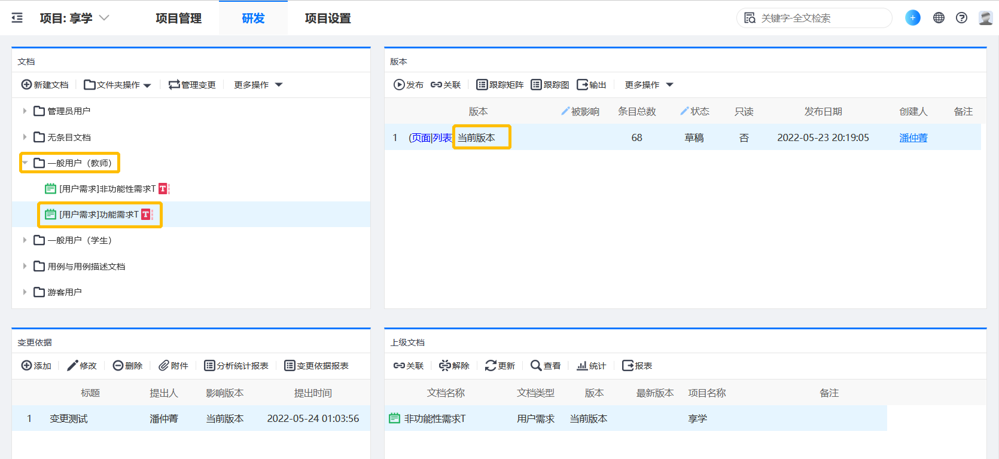 项目: 享学
项目管理
研发
项目设置
关键字-全文检索
文档
新建文档
文件夹操作
管理变更
更多操作
管理员用户
无条目文档
一般用户（教师）
[用户需求]非功能性需求T T
[用户需求]功能需求T T
一般用户（学生）
用例与用例描述文档
游客用户
版本
发布
关联
跟踪矩阵
跟踪图
输出
更多操作
版本 被影响 条目总数 状态 只读 发布日期 创建人 备注
1 (页面|列表 当前版本 68 草稿 否 2022-05-23 20:19:05 潘仲菁
变更依据
添加
修改
删除
附件
分析统计报表
变更依据报表
标题 提出人 影响版本 提出时间
1 变更测试 潘仲菁 当前版本 2022-05-24 01:03:56
上级文档
关联
解除
更新
查看
统计
报表
文档名称 文档类型 版本 最新版本 项目名称 备注
非功能性需求T 用户需求 当前版本 享学